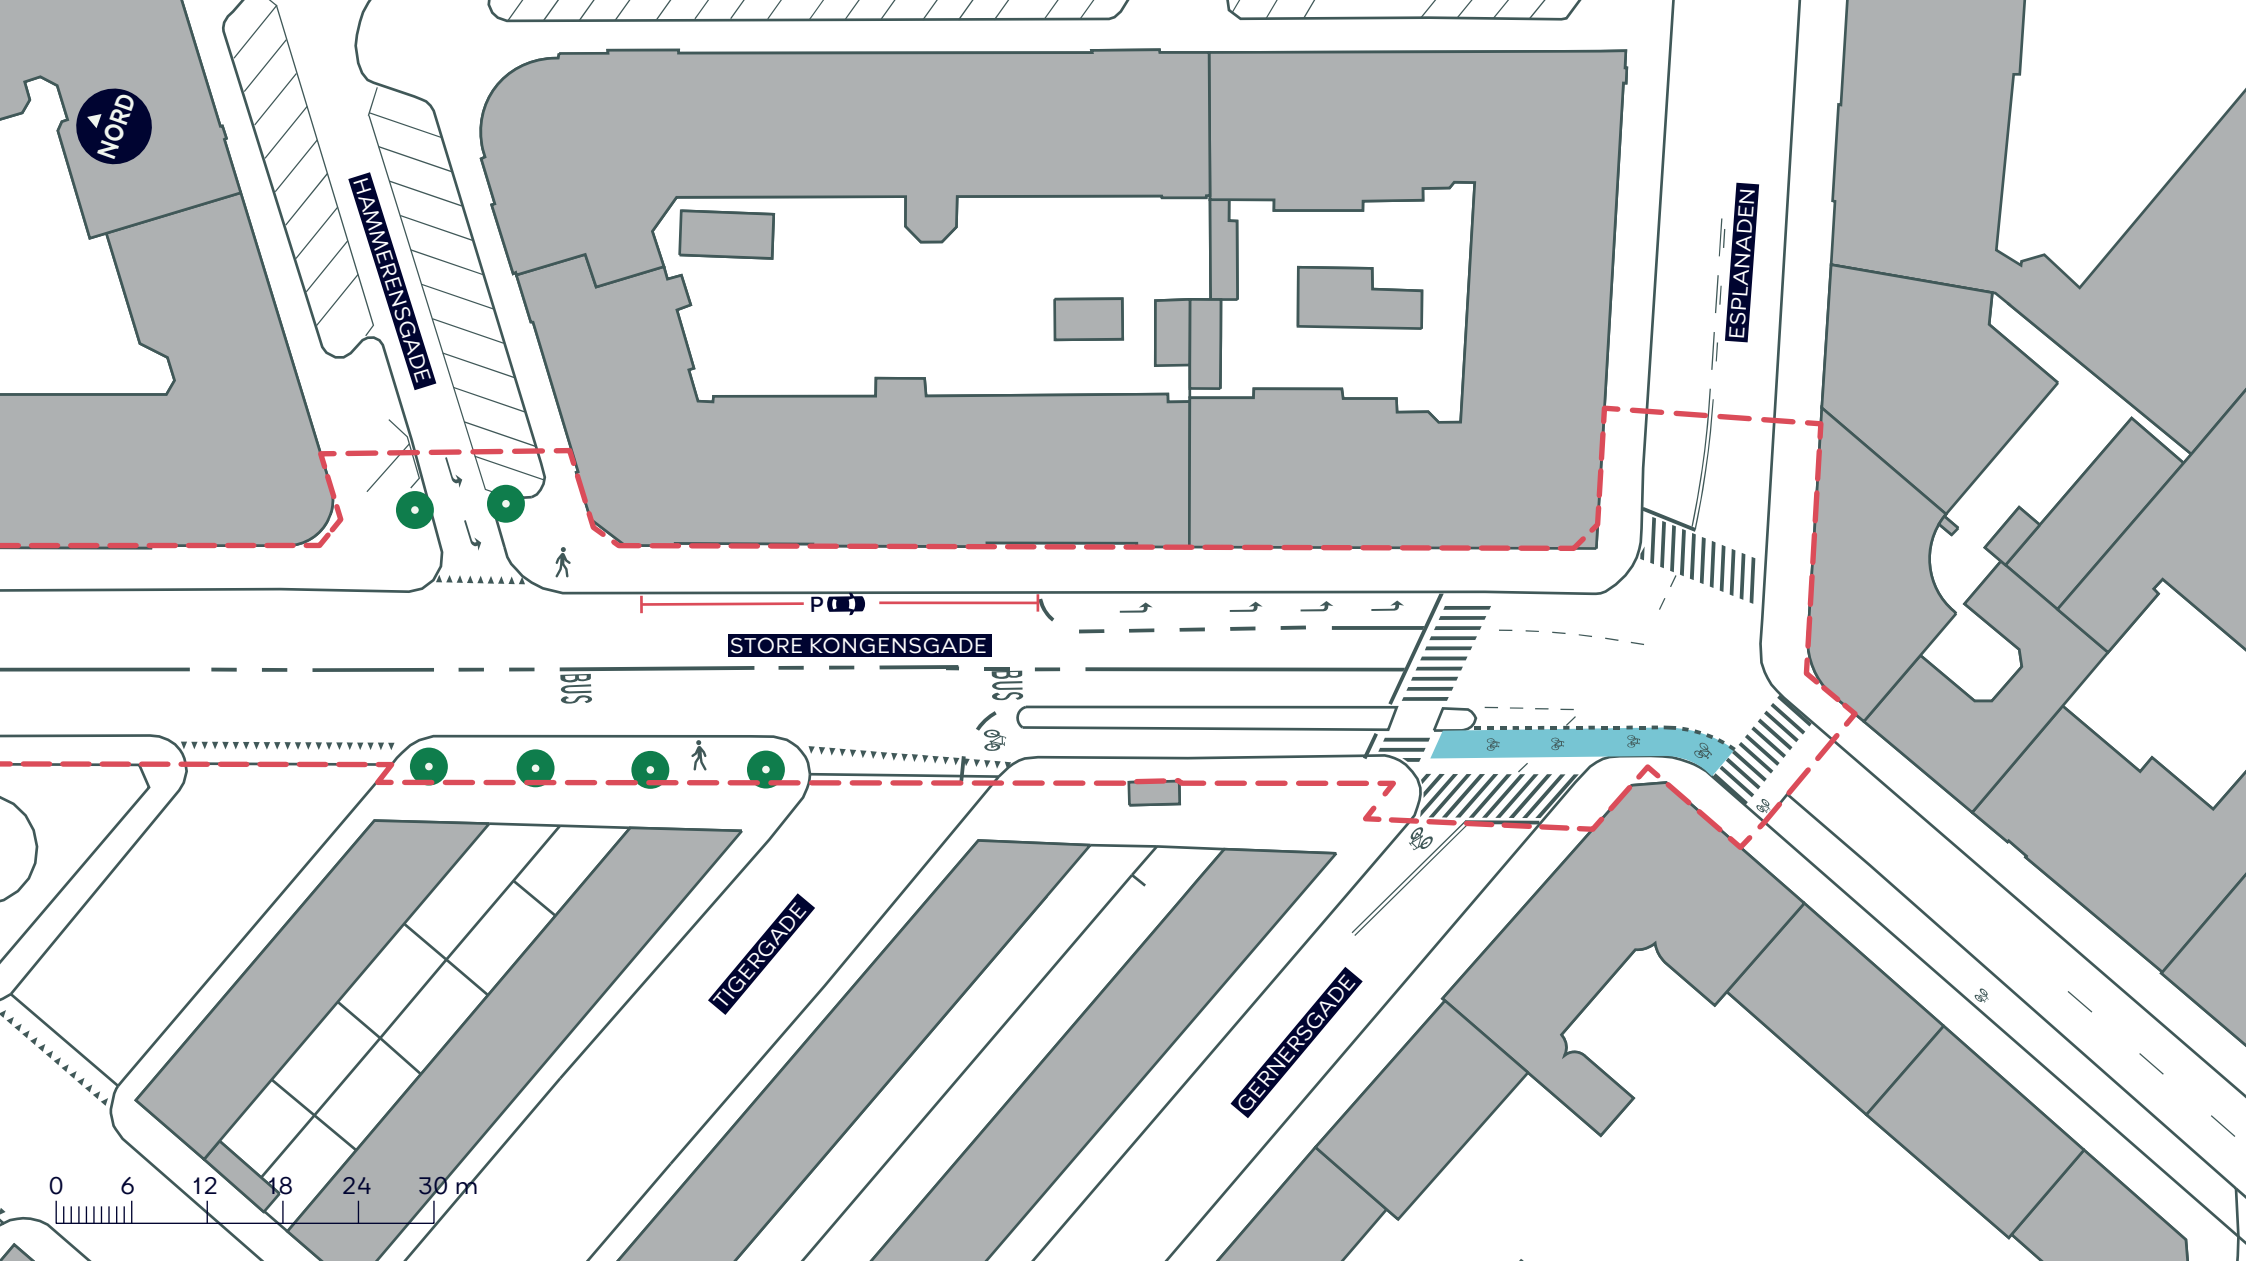 NORD
HAMMERENSGADE
ESPLANADEN
P
STORE KONGENSGADE
BUS
BUS
TIGERGADE
GERNERSGADE
0 6 12 18 24 30 m